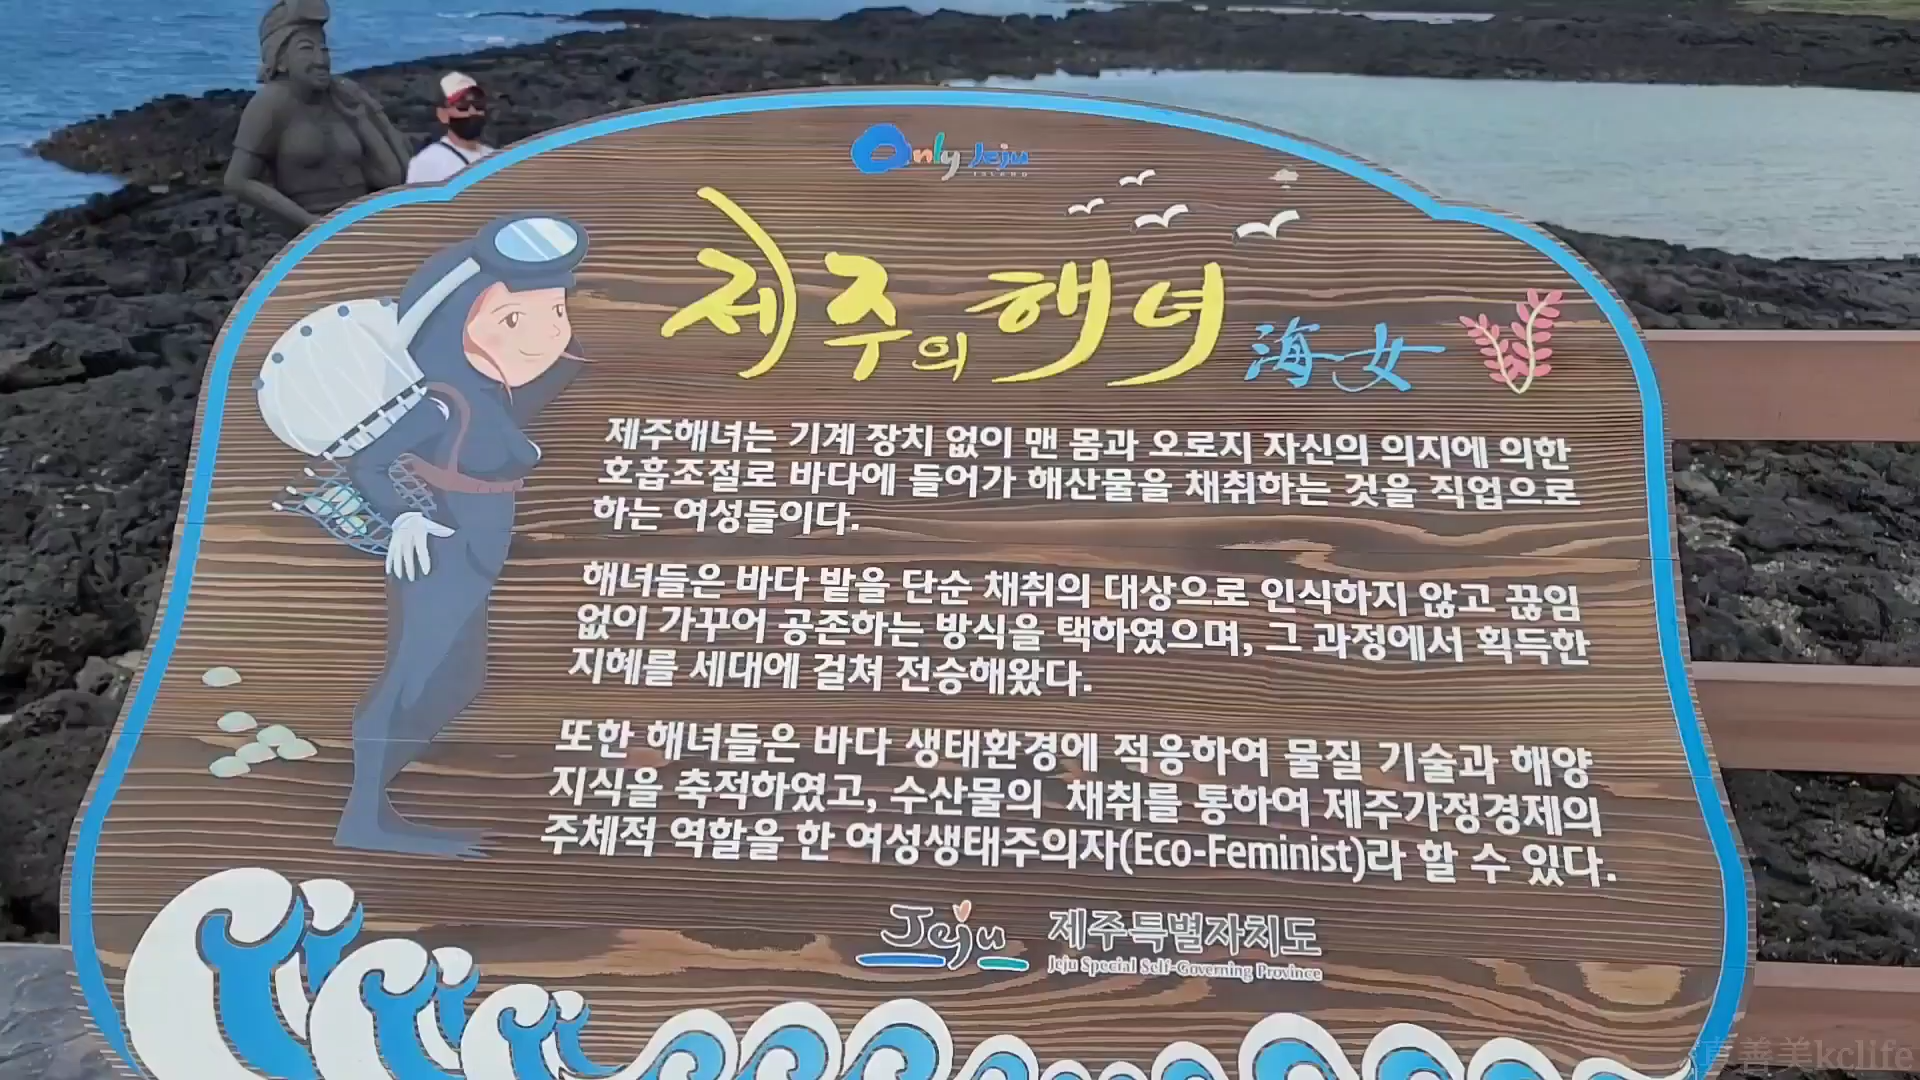 Only Jeju
ISLAND
제주의 해녀 海女
제주해녀는 기계 장치 없이 맨 몸과 오로지 자신의 의지에 의한
호흡조절로 바다에 들어가 해산물을 채취하는 것을 직업으로
하는 여성들이다.
해녀들은 바다 밭을 단순 채취의 대상으로 인식하지 않고 끊임
없이 가꾸어 공존하는 방식을 택하였으며, 그 과정에서 획득한
지혜를 세대에 걸쳐 전승해왔다.
또한 해녀들은 바다 생태환경에 적응하여 물질 기술과 해양
지식을 축적하였고, 수산물의 채취를 통하여 제주가정경제의
주체적 역할을 한 여성생태주의자(Eco-Feminist)라 할 수 있다.
Jeju 제주특별자치도
Jeju Special Self-Governing Province
善美kclife